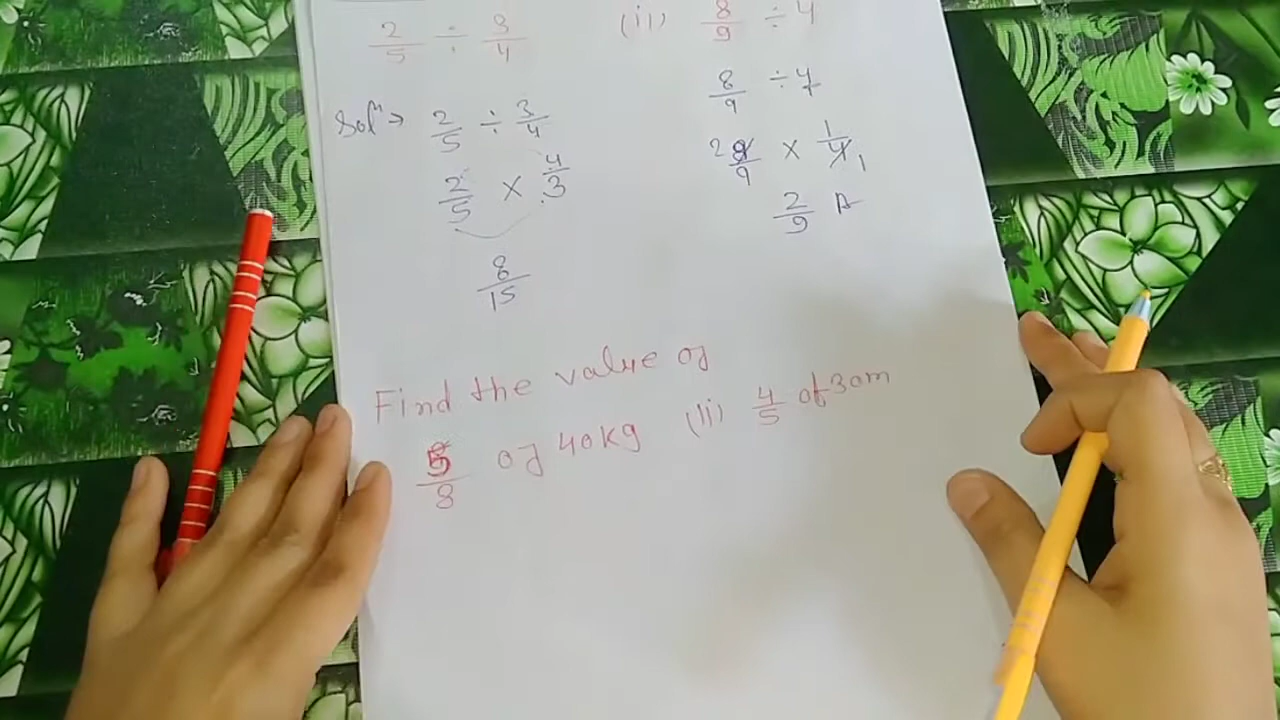 2/5 ÷ 3/4 (ii) 8/9 ÷ 4
Solⁿ → 2/5 ÷ 3/4
2/5 × 4/3
8/15
8/9 ÷ 4/1
2 8/9 × 1/4 1
2/9 A
Find the value of
5/8 of 40kg (ii) 4/5 of 30m